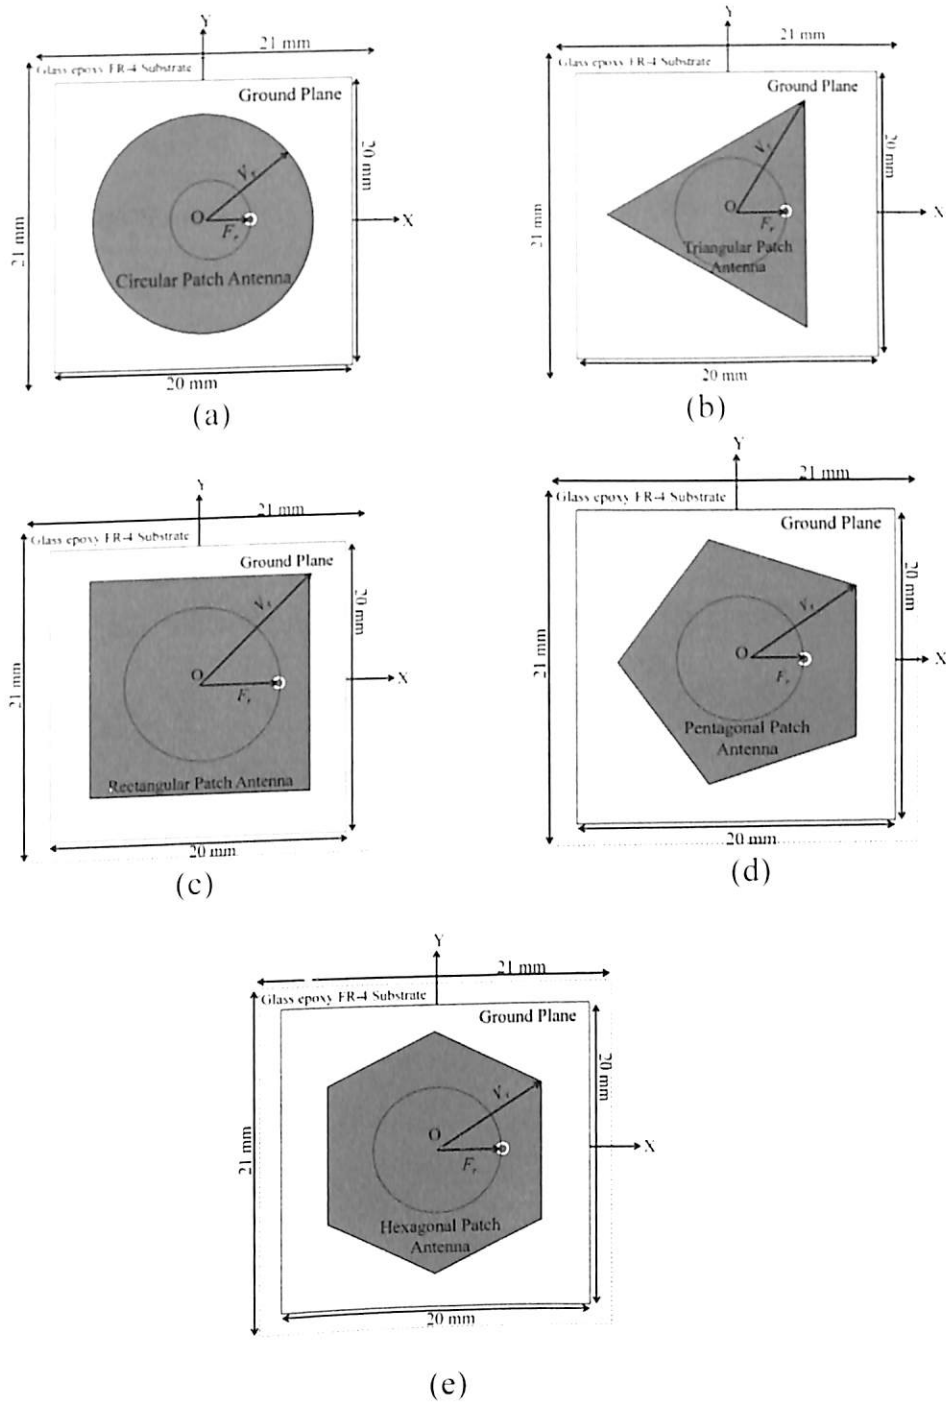 Y
21 mm
Glass epoxy FR-4 Substrate
Ground Plane
20 mm
V
O
X
F
r
21 mm
Circular Patch Antenna
20 mm
(a)
Y
21 mm
Glass epoxy FR-4 Substrate
Ground Plane
20 mm
V
O
X
F
r
21 mm
Triangular Patch
Antenna
20 mm
(b)
Y
21 mm
Glass epoxy FR-4 Substrate
Ground Plane
20 mm
V
O
X
F
r
21 mm
Rectangular Patch Antenna
20 mm
(c)
Y
21 mm
Glass epoxy FR-4 Substrate
Ground Plane
20 mm
V
O
X
F
r
21 mm
Pentagonal Patch
Antenna
20 mm
(d)
Y
21 mm
Glass epoxy FR-4 Substrate
Ground Plane
20 mm
V
O
X
F
r
21 mm
Hexagonal Patch
Antenna
20 mm
(e)